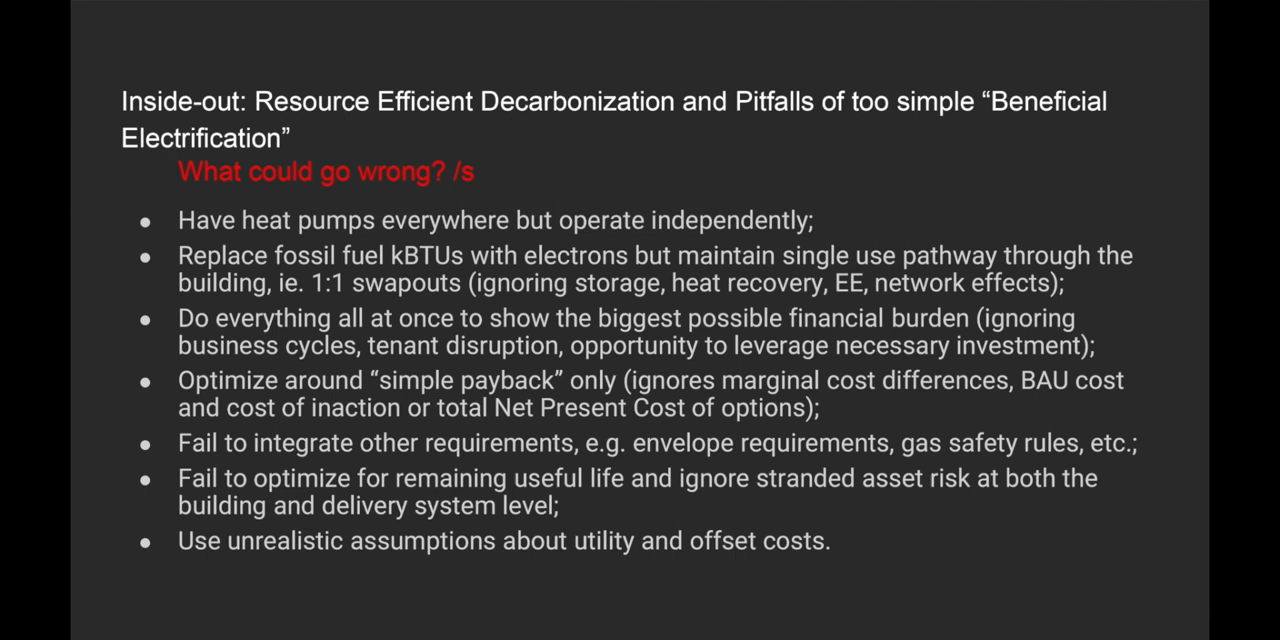 Inside-out: Resource Efficient Decarbonization and Pitfalls of too simple “Beneficial
Electrification”
What could go wrong? /s
● Have heat pumps everywhere but operate independently;
● Replace fossil fuel kBTUs with electrons but maintain single use pathway through the
building, ie. 1:1 swapouts (ignoring storage, heat recovery, EE, network effects);
● Do everything all at once to show the biggest possible financial burden (ignoring
business cycles, tenant disruption, opportunity to leverage necessary investment);
● Optimize around “simple payback” only (ignores marginal cost differences, BAU cost
and cost of inaction or total Net Present Cost of options);
● Fail to integrate other requirements, e.g. envelope requirements, gas safety rules, etc.;
● Fail to optimize for remaining useful life and ignore stranded asset risk at both the
building and delivery system level;
● Use unrealistic assumptions about utility and offset costs.